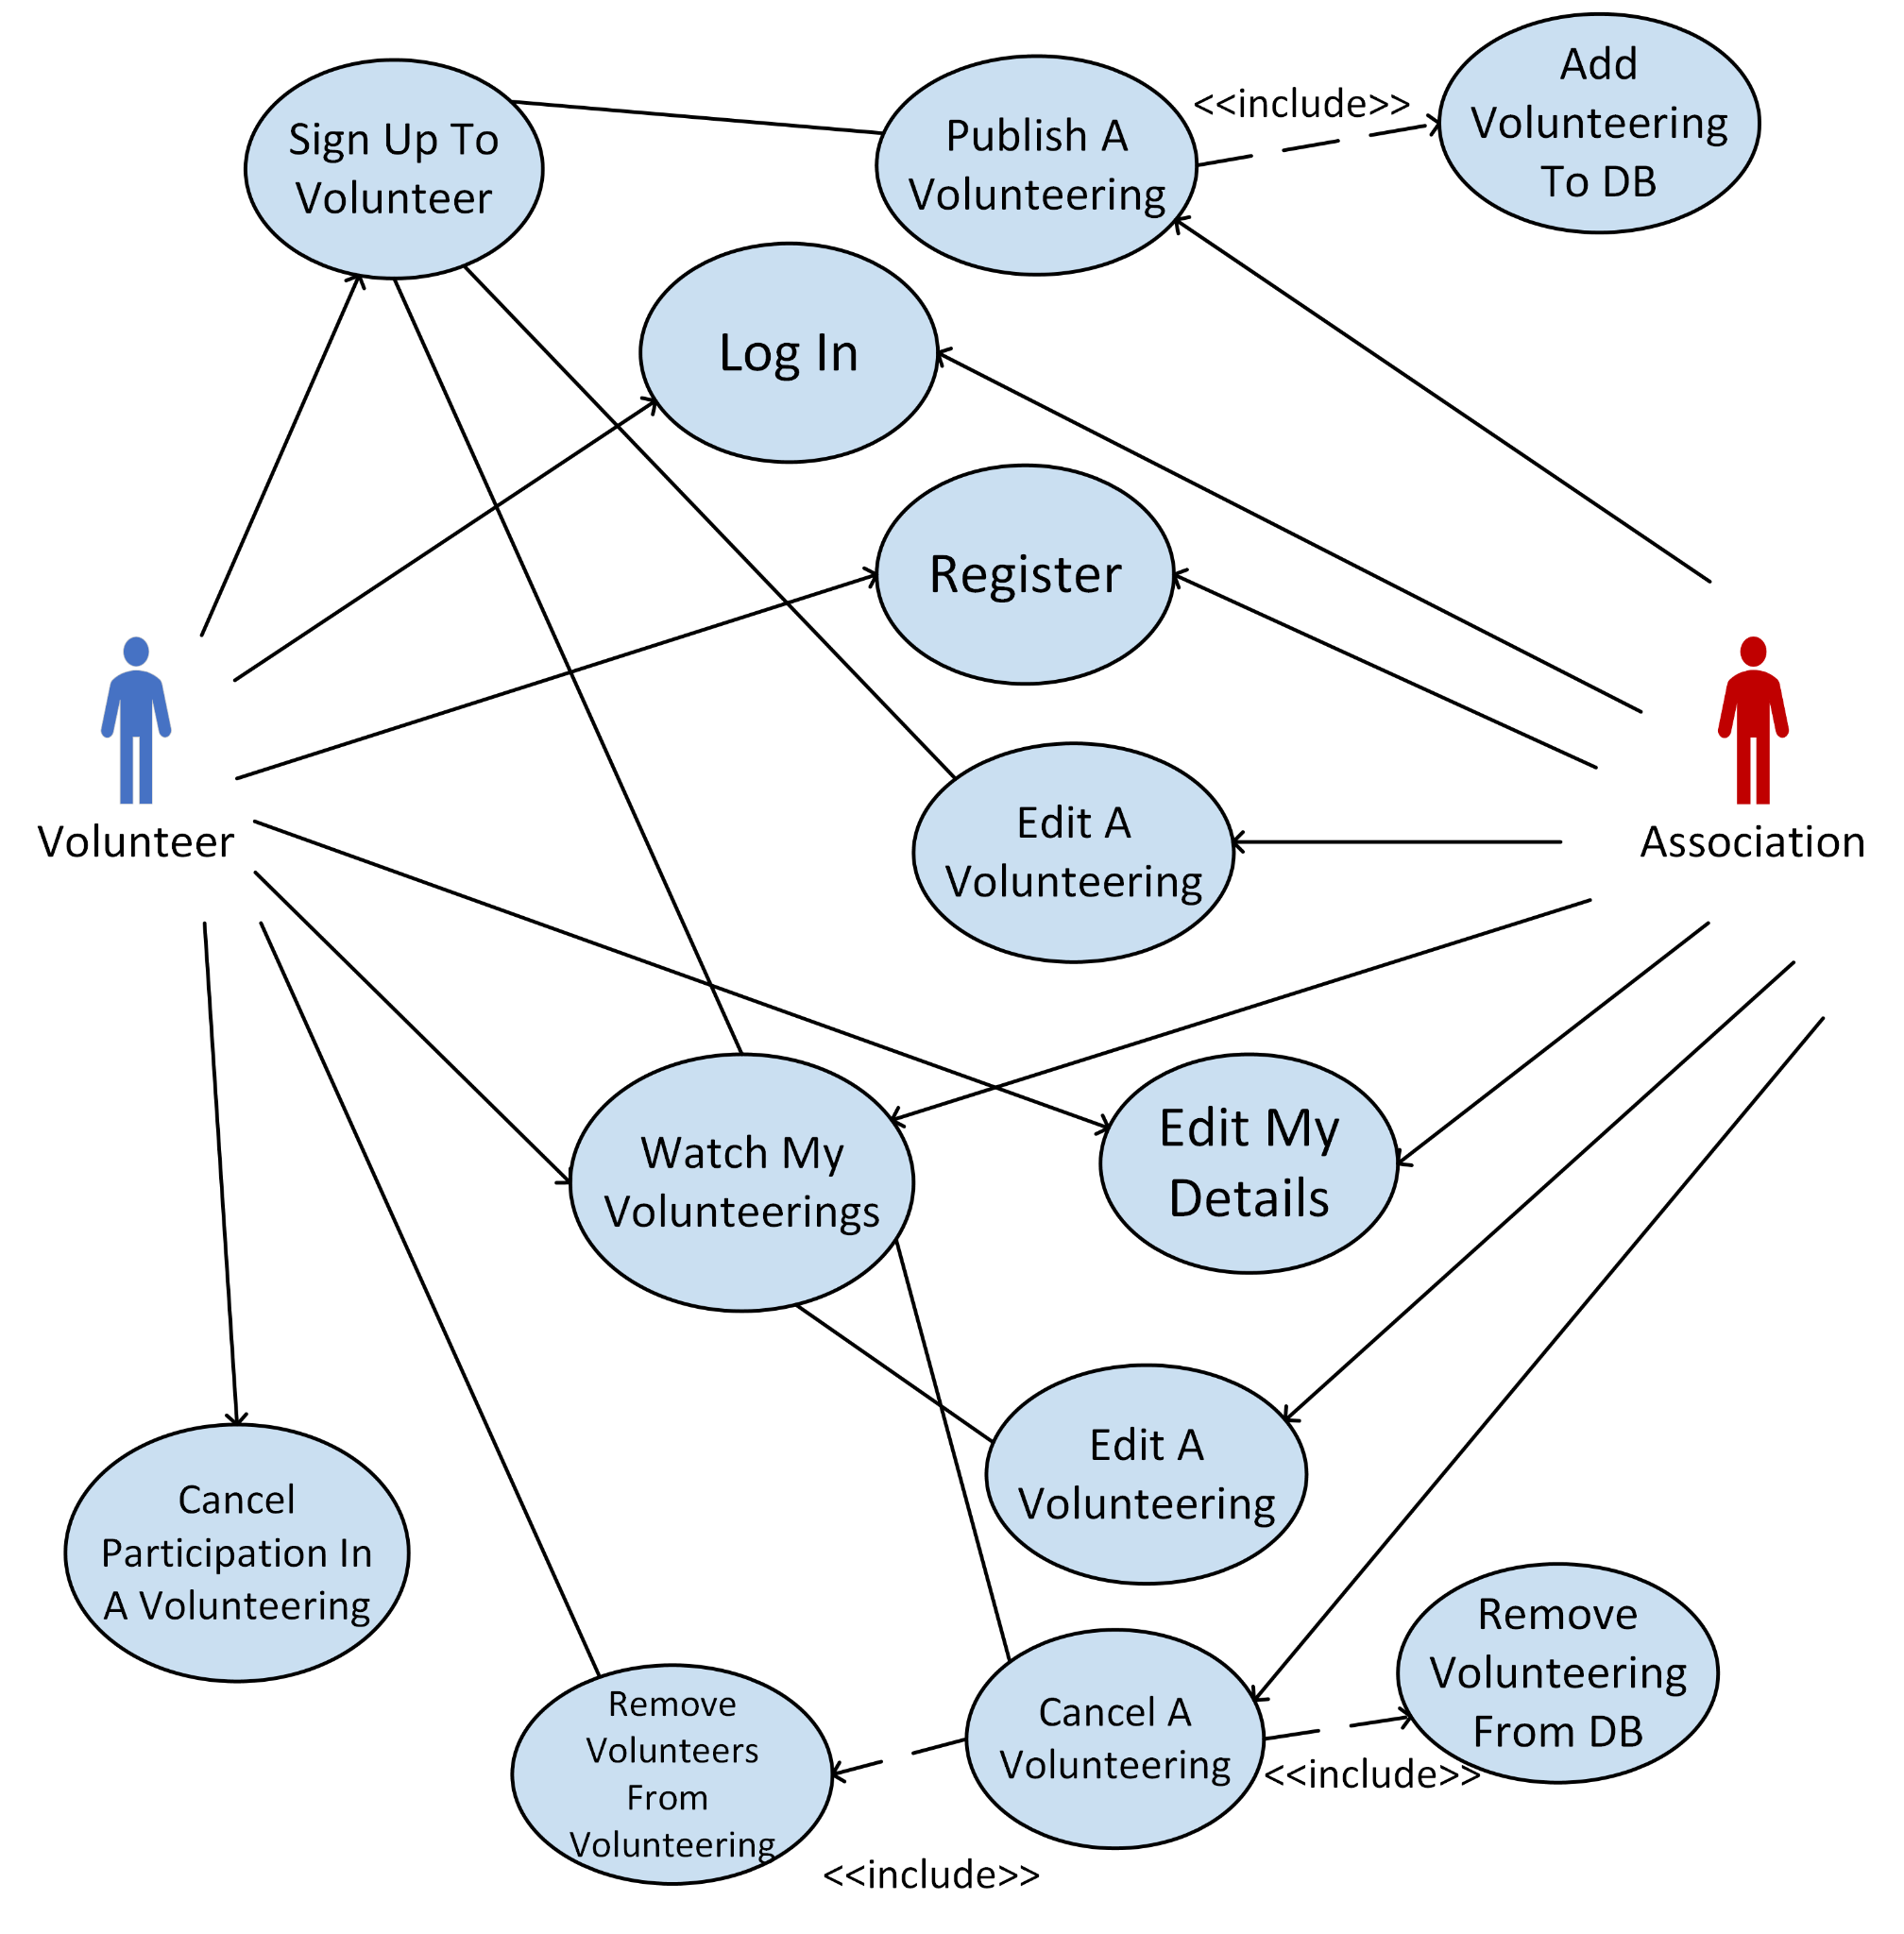 Sign Up To
Volunteer
Publish A
Volunteering
<<include>>
Add
Volunteering
To DB
Log In
Register
Volunteer
Edit A
Volunteering
Association
Watch My
Volunteerings
Edit My
Details
Edit A
Volunteering
Cancel
Participation In
A Volunteering
Remove
Volunteers
From
Volunteering
Cancel A
Volunteering
Remove
Volunteering
From DB
<<include>>
<<include>>